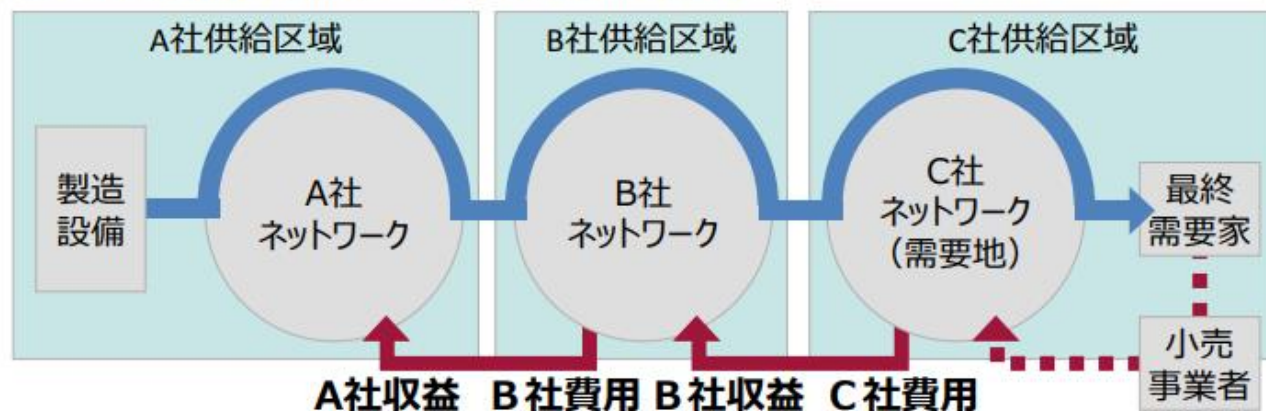 A社供給区域
B社供給区域
C社供給区域
製造
設備
A社
ネットワーク
B社
ネットワーク
C社
ネットワーク
(需要地)
最終
需要家
小売
事業者
A社収益 B社費用 B社収益 C社費用